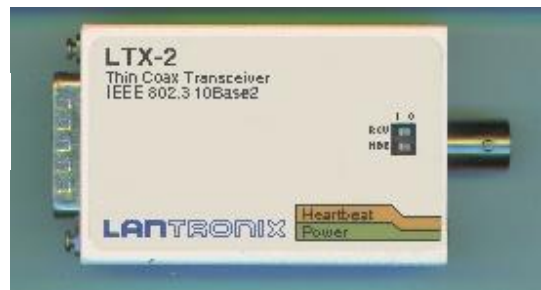 LTX-2
Thin Coax Transceiver
IEEE 802.3 10Base2
1 0
RCV
HBE
LANTRONIX
Heartbeat
Power